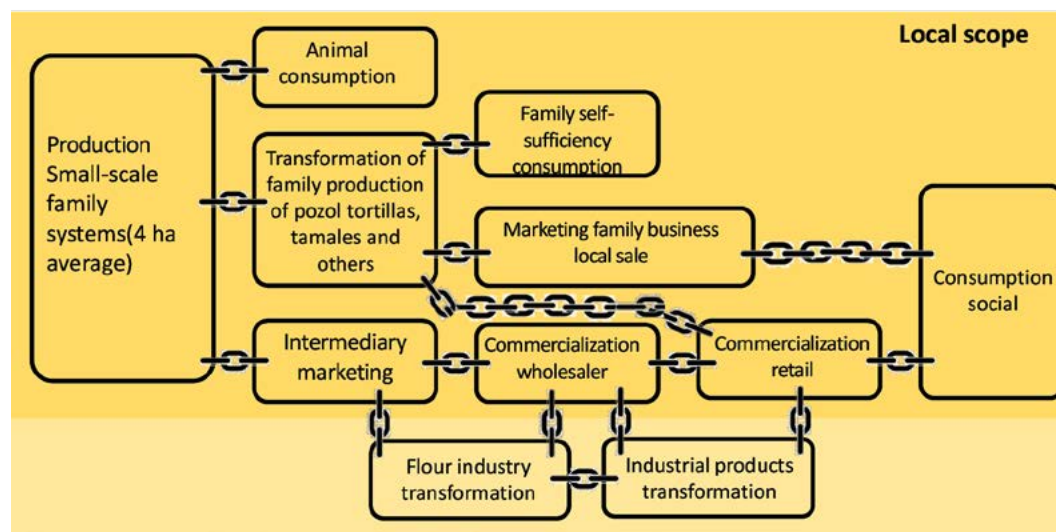 Local scope
Animal
consumption
Production
Small-scale
family
systems(4 ha
average)
Family self-
sufficiency
consumption
Transformation of
family production
of pozol tortillas,
tamales and
others
Marketing family business
local sale
Consumption
social
Intermediary
marketing
Commercialization
wholesaler
Commercialization
retail
Flour industry
transformation
Industrial products
transformation